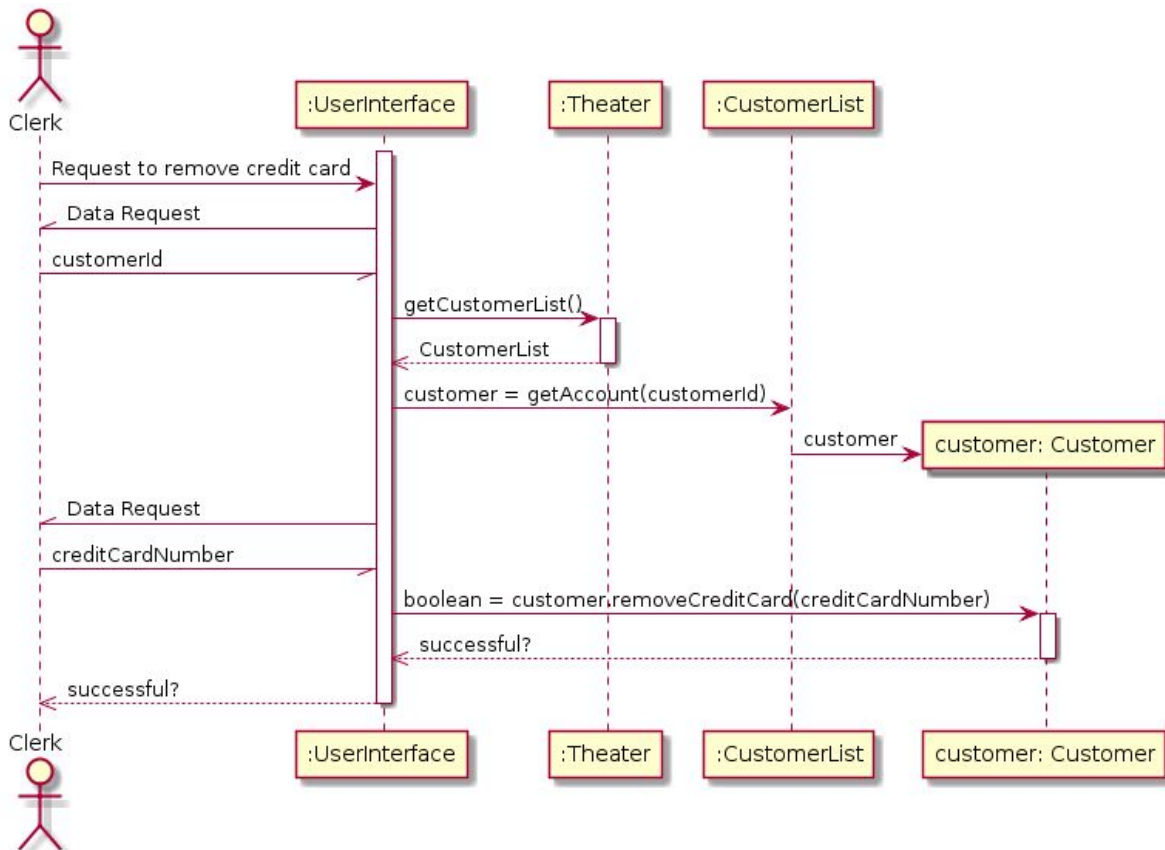 Clerk
:UserInterface
:Theater
:CustomerList
Request to remove credit card
Data Request
customerId
getCustomerList()
CustomerList
customer = getAccount(customerId)
customer
customer: Customer
Data Request
creditCardNumber
boolean = customer.removeCreditCard(creditCardNumber)
successful?
successful?
Clerk
:UserInterface
:Theater
:CustomerList
customer: Customer